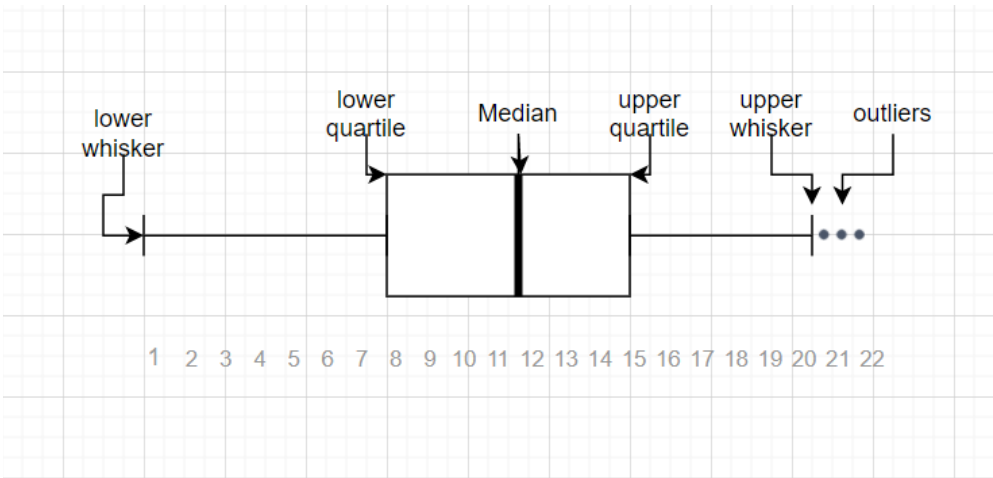 lower
whisker
lower
quartile
Median
upper
quartile
upper
whisker
outliers
1 2 3 4 5 6 7 8 9 10 11 12 13 14 15 16 17 18 19 20 21 22